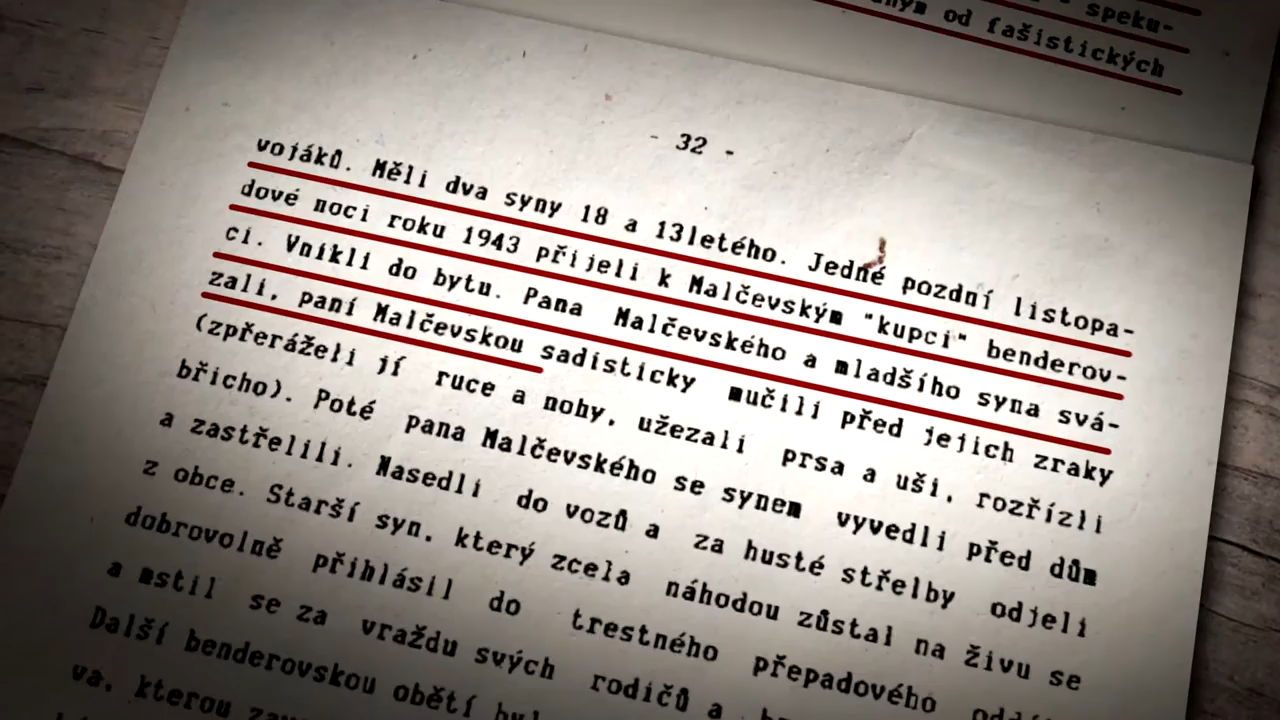 speku-
od fašistických
- 32 -
vojáků. Měli dva syny 18 a 13letého. Jedné pozdní listopa-
dové noci roku 1943 přijeli k Malčevským "kupci" benderov-
ci. Vnikli do bytu. Pana Malčevského a mladšího syna svá-
zali, paní Malčevskou sadisticky mučili před jejich zraky
(zpřeráželi jí ruce a nohy, užezali prsa a uši, rozřízli
břicho). Poté pana Malčevského se synem vyvedli před dům
a zastřelili. Nasedli do vozů a za husté střelby odjeli
z obce. Starší syn, který zcela náhodou zůstal na živu se
dobrovolně přihlásil do trestného přepadového
a mstil se za vraždu svých rodičů a
Další benderovskou obětí
va, kterou